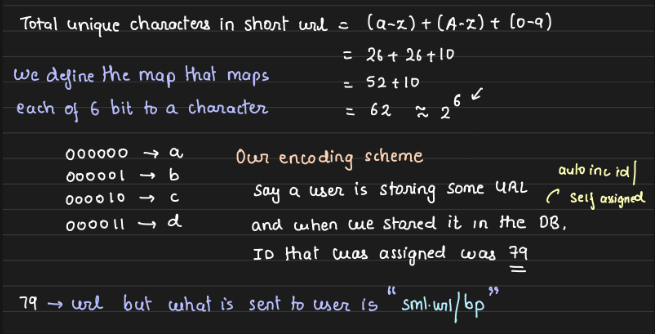 Total unique characters in short url = (a-z) + (A-Z) + (0-9)
= 26 + 26 + 10
= 52 + 10
= 62 ≈ 2^6 ↙
We define the map that maps
each of 6 bit to a character
000000 → a
000001 → b
000010 → c
000011 → d
Our encoding scheme
Say a user is storing some URL
and when we stored it in the DB,
ID that was assigned was 79
auto inc id/
self assigned
79 → url but what is sent to user is "sml.url/bp"